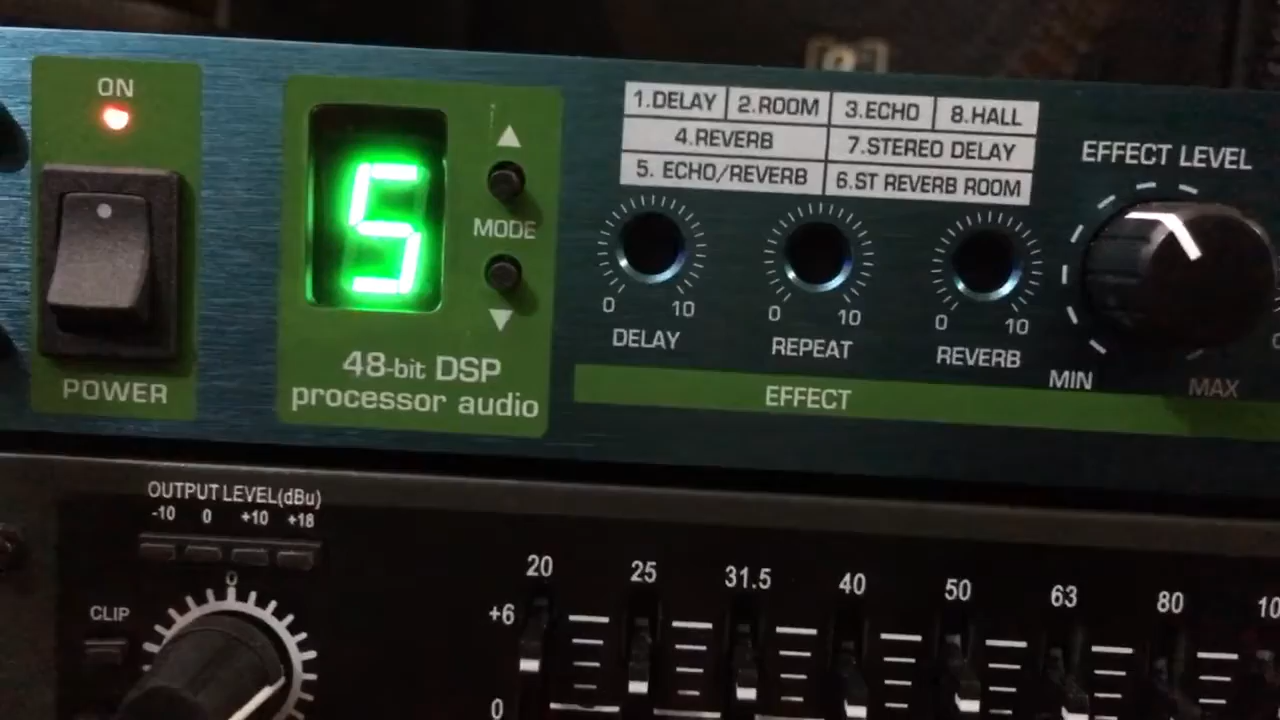 ON
POWER
5
MODE
48-bit DSP
processor audio
1.DELAY 2.ROOM 3.ECHO 8.HALL
4.REVERB 7.STEREO DELAY
5. ECHO/REVERB 6.ST REVERB ROOM
0 10
DELAY
0 10
REPEAT
0 10
REVERB
EFFECT
EFFECT LEVEL
MIN MAX
OUTPUT LEVEL(dBu)
-10 0 +10 +18
0
CLIP
20 25 31.5 40 50 63 80
+6
0